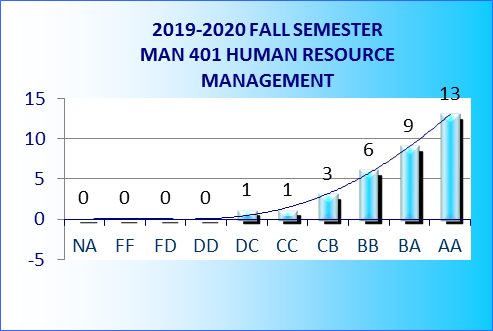 2019-2020 FALL SEMESTER
MAN 401 HUMAN RESOURCE
MANAGEMENT
15
10
5
0
-5
0 0 0 0 1 1 3 6 9 13
NA FF FD DD DC CC CB BB BA AA